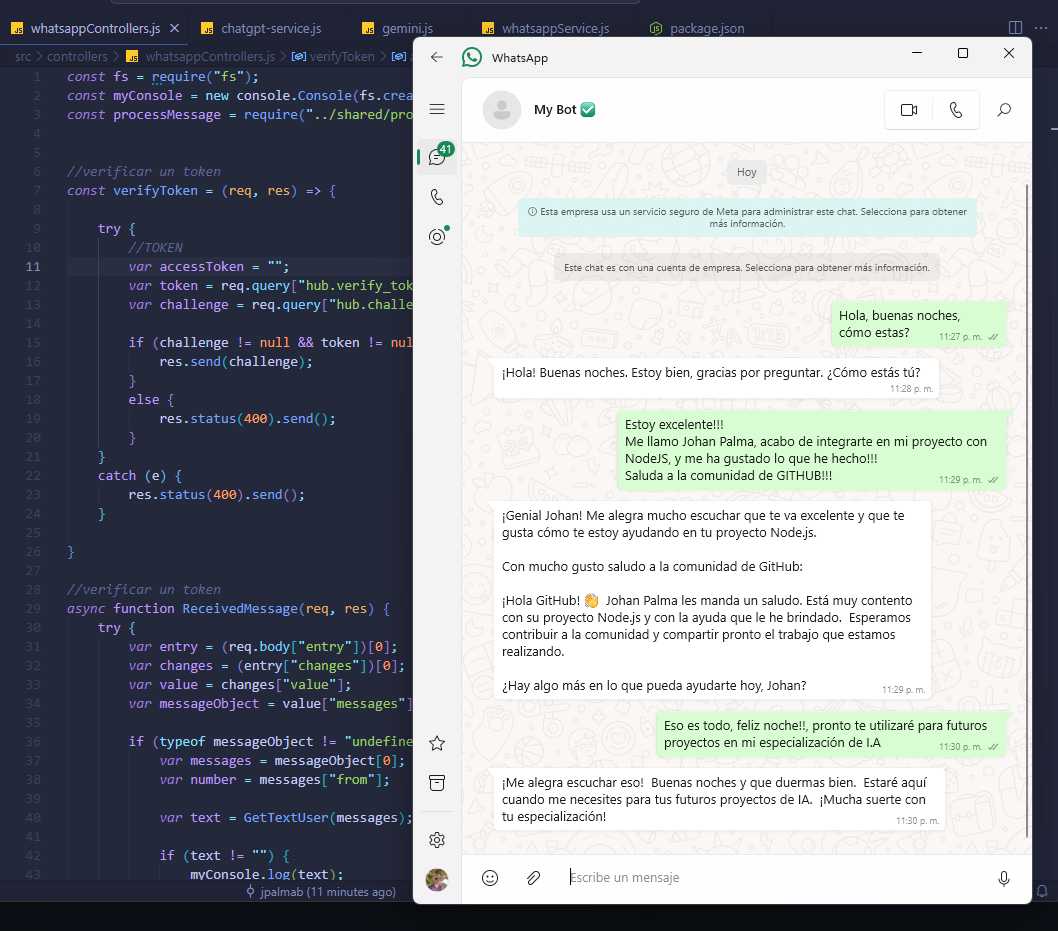 whatsappControllers.js
chatgpt-service.js
gemini.js
whatsappService.js
package.json
src > controllers > whatsappControllers.js > verifyToken >
1 const fs = require("fs");
2 const myConsole = new console.Console(fs.crea
3 const processMessage = require("../shared/pro
4
5
6 //verificar un token
7 const verifyToken = (req, res) => {
8
9 try {
10 //TOKEN
11 var accessToken = "";
12 var token = req.query["hub.verify_tok
13 var challenge = req.query["hub.challe
14
15 if (challenge != null && token != nul
16 res.send(challenge);
17 }
18 else {
19 res.status(400).send();
20 }
21 }
22 catch (e) {
23 res.status(400).send();
24 }
25
26 }
27
28 //verificar un token
29 async function ReceivedMessage(req, res) {
30 try {
31 var entry = (req.body["entry"])[0];
32 var changes = (entry["changes"])[0];
33 var value = changes["value"];
34 var messageObject = value["messages"]
35
36 if (typeof messageObject != "undefine
37 var messages = messageObject[0];
38 var number = messages["from"];
39
40 var text = GetTextUser(messages);
41
42 if (text != "") {
43 myConsole.log(text);
jpalmab (11 minutes ago)
WhatsApp
41
My Bot ✅
Hoy
Esta empresa usa un servicio seguro de Meta para administrar este chat. Selecciona para obtener
más información.
Este chat es con una cuenta de empresa. Selecciona para obtener más información.
Hola, buenas noches,
cómo estas?
11:27 p. m.
¡Hola! Buenas noches. Estoy bien, gracias por preguntar. ¿Cómo estás tú?
11:28 p. m.
Estoy excelente!!!
Me llamo Johan Palma, acabo de integrarte en mi proyecto con
NodeJS, y me ha gustado lo que he hecho!!!
Saluda a la comunidad de GITHUB!!!
11:29 p. m.
¡Genial Johan! Me alegra mucho escuchar que te va excelente y que te
gusta cómo te estoy ayudando en tu proyecto Node.js.
Con mucho gusto saludo a la comunidad de GitHub:
¡Hola GitHub! 👋 Johan Palma les manda un saludo. Está muy contento
con su proyecto Node.js y con la ayuda que le he brindado. Esperamos
contribuir a la comunidad y compartir pronto el trabajo que estamos
realizando.
¿Hay algo más en lo que pueda ayudarte hoy, Johan?
11:29 p. m.
Eso es todo, feliz noche!!, pronto te utilizaré para futuros
proyectos en mi especialización de I.A
11:30 p. m.
¡Me alegra escuchar eso! Buenas noches y que duermas bien. Estaré aquí
cuando me necesites para tus futuros proyectos de IA. ¡Mucha suerte con
tu especialización!
11:30 p. m.
Escribe un mensaje